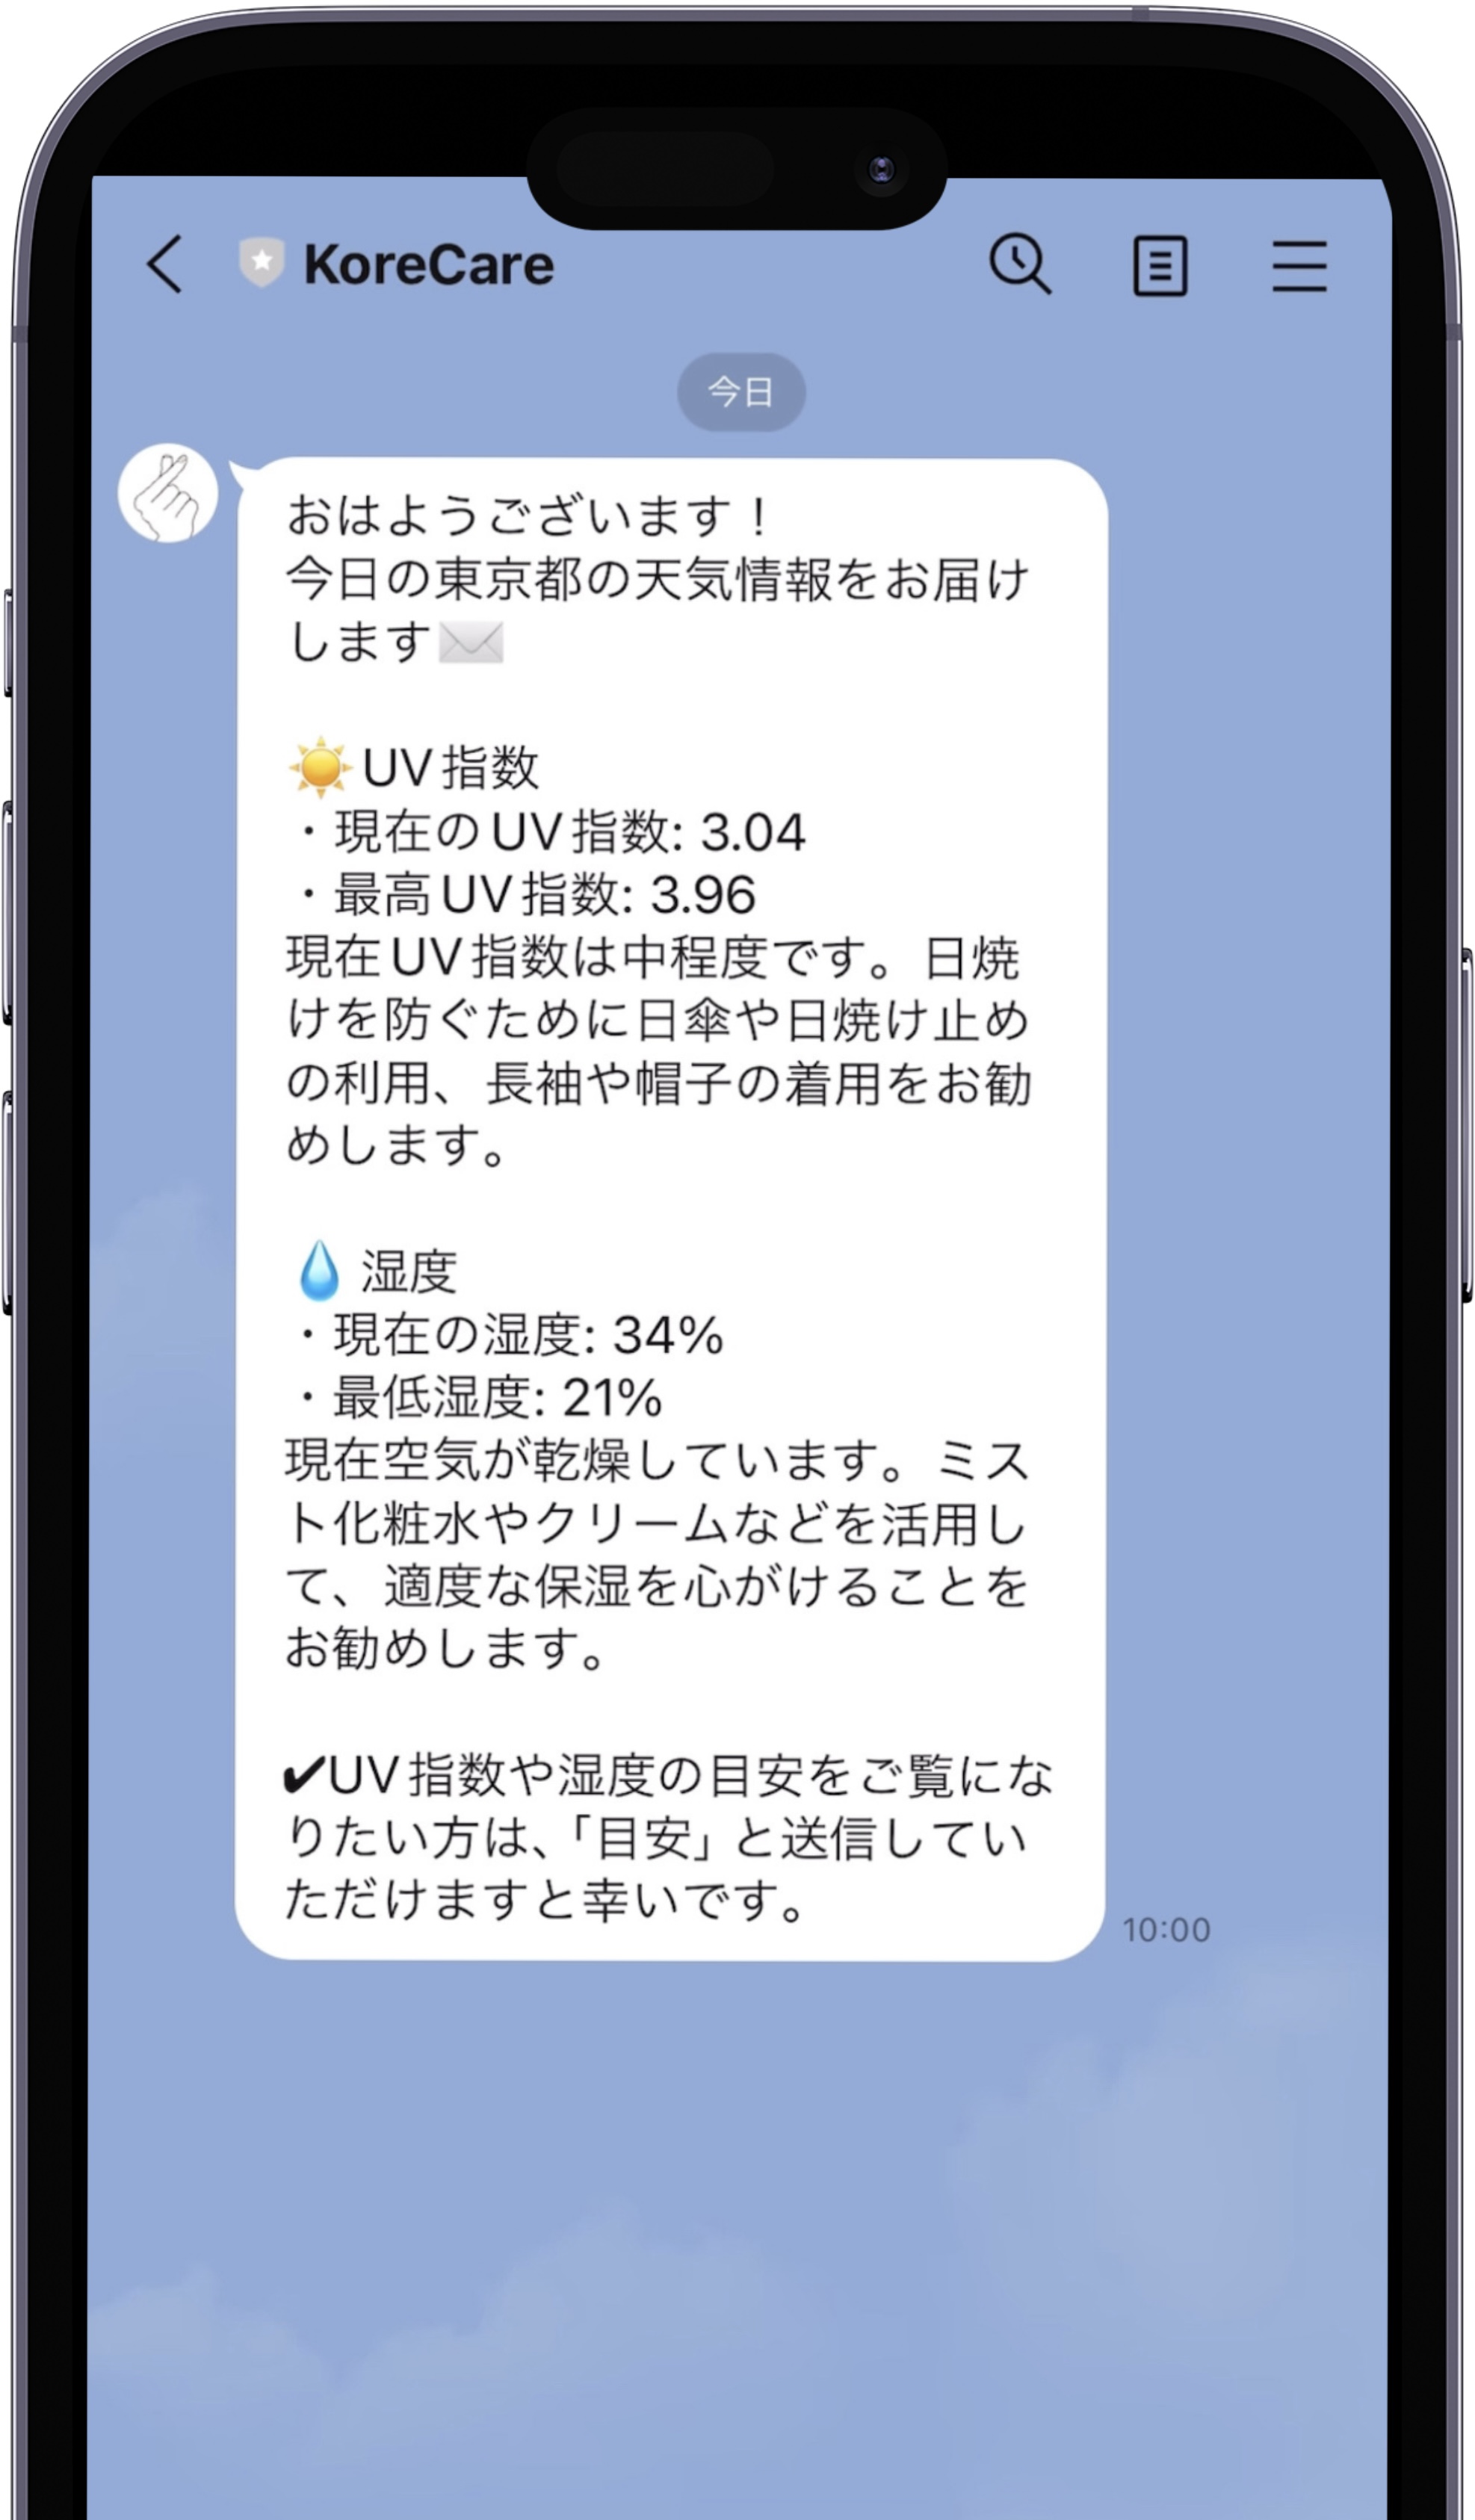 KoreCare
今日
おはようございます！
今日の東京都の天気情報をお届け
します✉️
☀️UV指数
・現在のUV指数: 3.04
・最高UV指数: 3.96
現在UV指数は中程度です。日焼
けを防ぐために日傘や日焼け止め
の利用、長袖や帽子の着用をお勧
めします。
💧 湿度
・現在の湿度: 34%
・最低湿度: 21%
現在空気が乾燥しています。ミス
ト化粧水やクリームなどを活用し
て、適度な保湿を心がけることを
お勧めします。
✔️UV指数や湿度の目安をご覧にな
りたい方は、「目安」と送信してい
ただけますと幸いです。
10:00